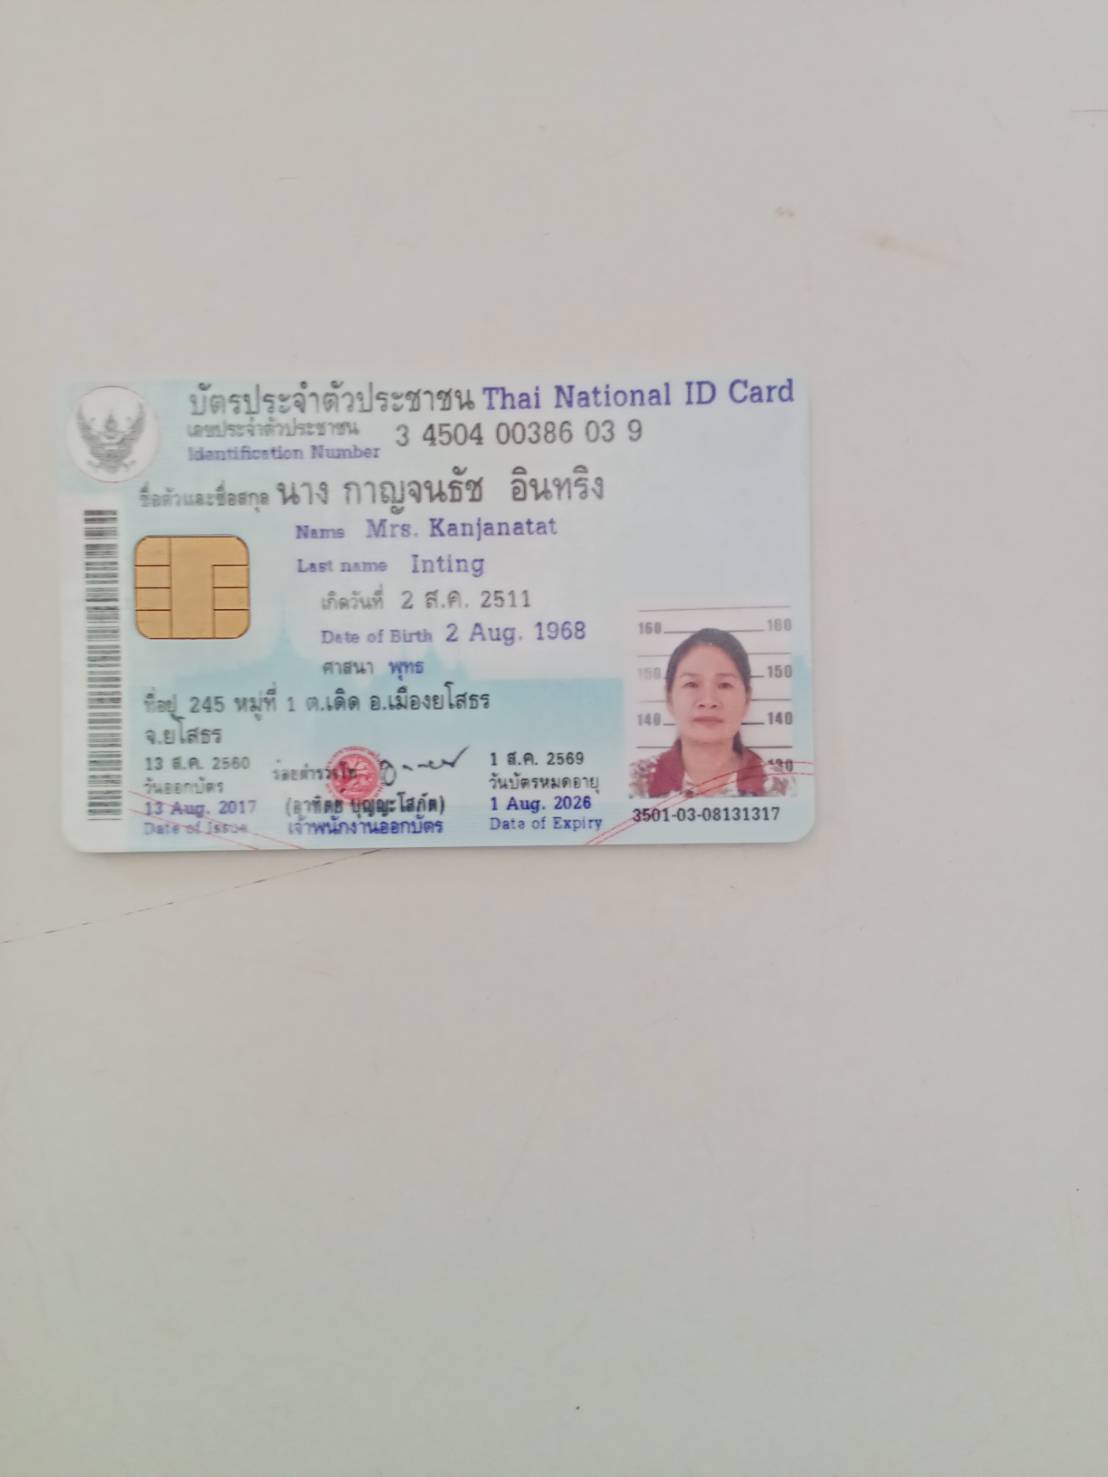 บัตรประจำตัวประชาชน Thai National ID Card
เลขประจำตัวประชาชน 3 4504 00386 03 9
Identification Number
ชื่อตัวและชื่อสกุล นาง กาญจนธัช อินทริง
Name Mrs. Kanjanatat
Last name Inting
เกิดวันที่ 2 ส.ค. 2511
Date of Birth 2 Aug. 1968
ศาสนา พุทธ
ที่อยู่ 245 หมู่ที่ 1 ต.เดิด อ.เมืองยโสธร
จ.ยโสธร
13 ส.ค. 2560
วันออกบัตร
13 Aug. 2017
Date of Issue
ร้อยตำรวจโท
(อาทิตย์ บุญญะโสภัต)
เจ้าพนักงานออกบัตร
1 ส.ค. 2569
วันบัตรหมดอายุ
1 Aug. 2026
Date of Expiry
160 160
150 150
140 140
130
3501-03-08131317